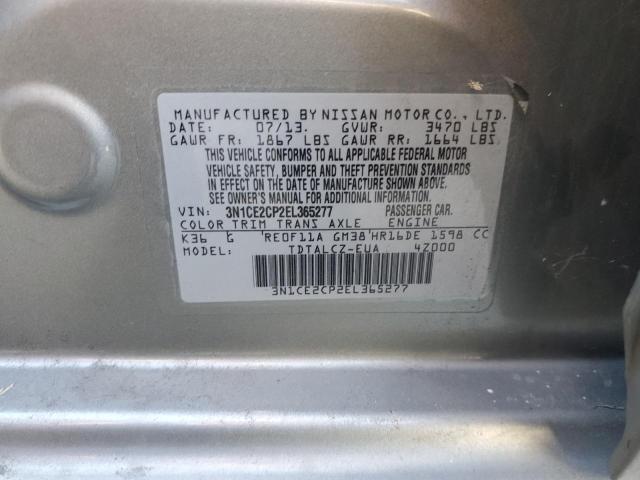 MANUFACTURED BY NISSAN MOTOR CO., LTD.
DATE: 07/13. GVWR: 3470 LBS
GAWR FR: 1867 LBS GAWR RR: 1664 LBS
THIS VEHICLE CONFORMS TO ALL APPLICABLE FEDERAL MOTOR
VEHICLE SAFETY, BUMPER AND THEFT PREVENTION STANDARDS
IN EFFECT ON THE DATE OF MANUFACTURE SHOWN ABOVE.
SEE OWNER'S MANUAL FOR ADDITIONAL INFORMATION.
VIN: 3N1CE2CP2EL365277 PASSENGER CAR.
COLOR TRIM TRANS AXLE ENGINE
K36 G RE0F11A GM38 HR16DE 1598 CC
MODEL: TDTALCZ-EUA 4Z000
3N1CE2CP2EL365277